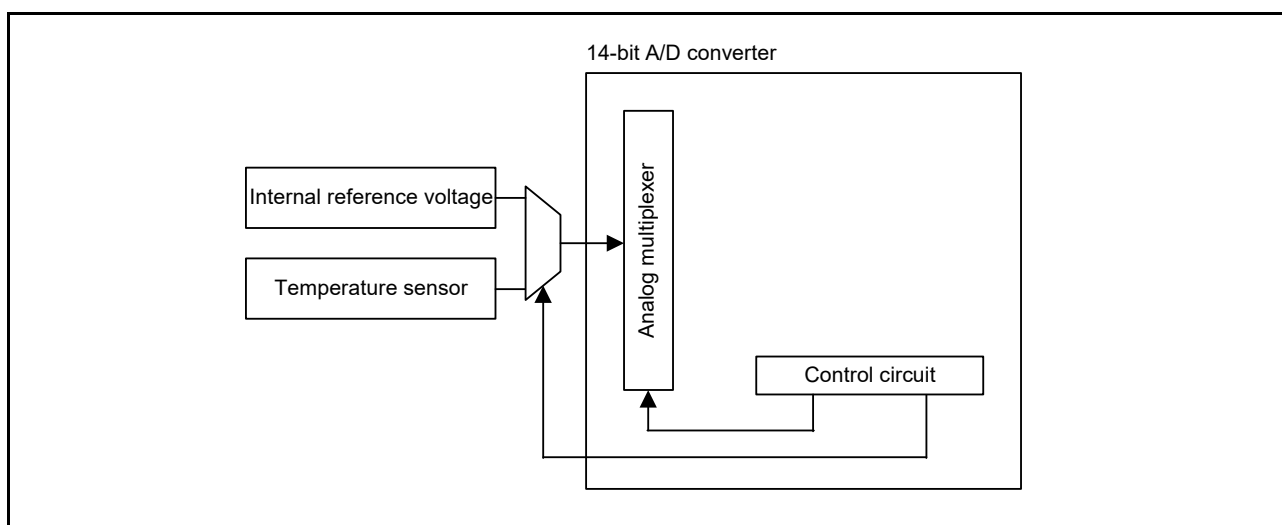 14-bit A/D converter
Internal reference voltage
Temperature sensor
Analog multiplexer
Control circuit